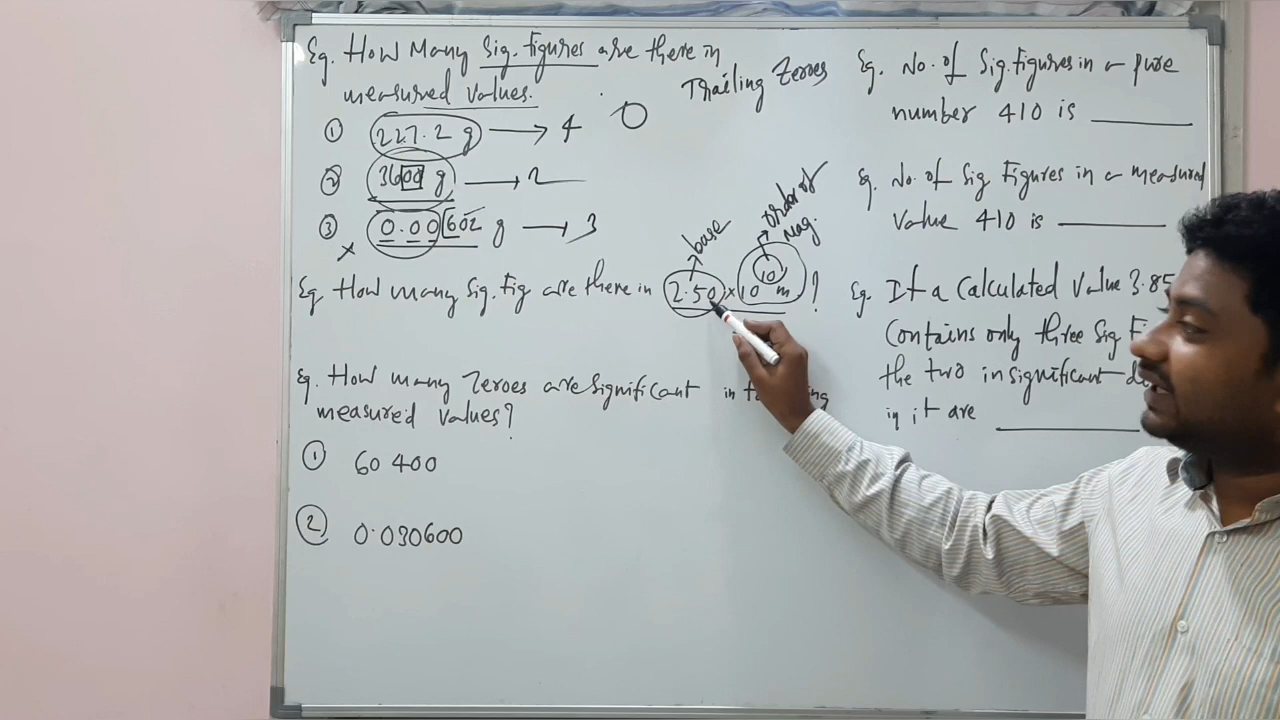 Eg. How Many Sig. figures are there in
measured values.
Trailing Zeroes
① 227.2 g → 4
② 3600 g → 2
③ 0.00602 g → 3
base
order of
mag.
Eg. How many Sig. Fig are there in 2.50 × 10¹⁰ m ?
Eg. How many Zeroes are significant in
measured values?
① 60 400
② 0.030600
Eg. No. of Sig. figures in a pure
number 410 is ______
Eg. No. of Sig Figures in a measured
Value 410 is ______
Eg. If a Calculated Value 3.85
Contains only three Sig
the two insignificant
in it are ______